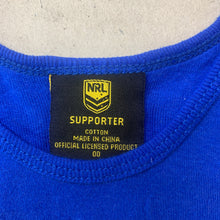 NRL
SUPPORTER
COTTON
MADE IN CHINA
OFFICIAL LICENSED PRODUCT
00